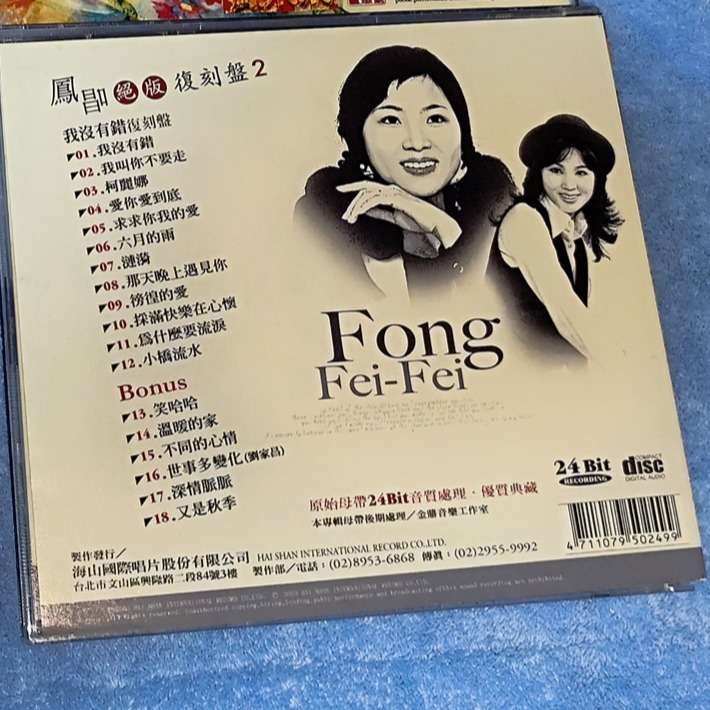 鳳鳴絕版復刻盤2
我沒有錯復刻盤
01.我沒有錯
02.我叫你不要走
03.柯麗娜
04.愛你愛到底
05.求求你我的愛
06.六月的雨
07.漣漪
08.那天晚上遇見你
09.徬徨的愛
10.採滿快樂在心懷
11.為什麼要流淚
12.小橋流水
Bonus
13.笑哈哈
14.溫暖的家
15.不同的心情
16.世事多變化(劉家昌)
17.深情脈脈
18.又是秋季
Fong
Fei-Fei
24 Bit
RECORDING
COMPACT
disc
DIGITAL AUDIO
原始母帶24Bit音質處理‧優質典藏
本專輯母帶後期處理／金膽音樂工作室
4711079502499
製作發行／
海山國際唱片股份有限公司 HAI SHAN INTERNATIONAL RECORD CO.,LTD.
台北市文山區興隆路二段84號3樓 製作部／電話：(02)8953-6868 傳真：(02)2955-9992